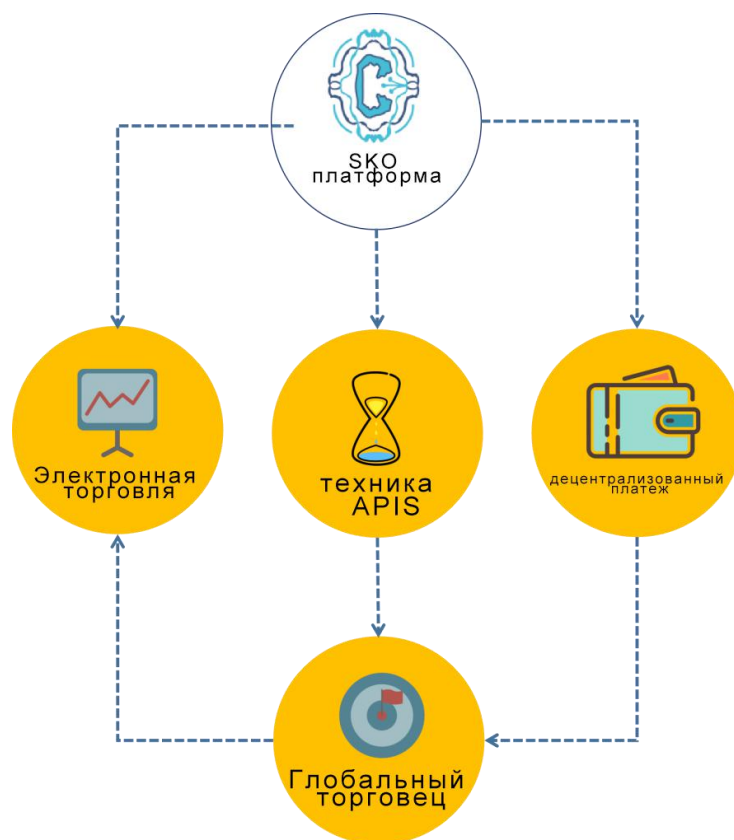 SKO
платформа
Электронная
торговля
техника
APIS
децентрализованный
платеж
Глобальный
торговец